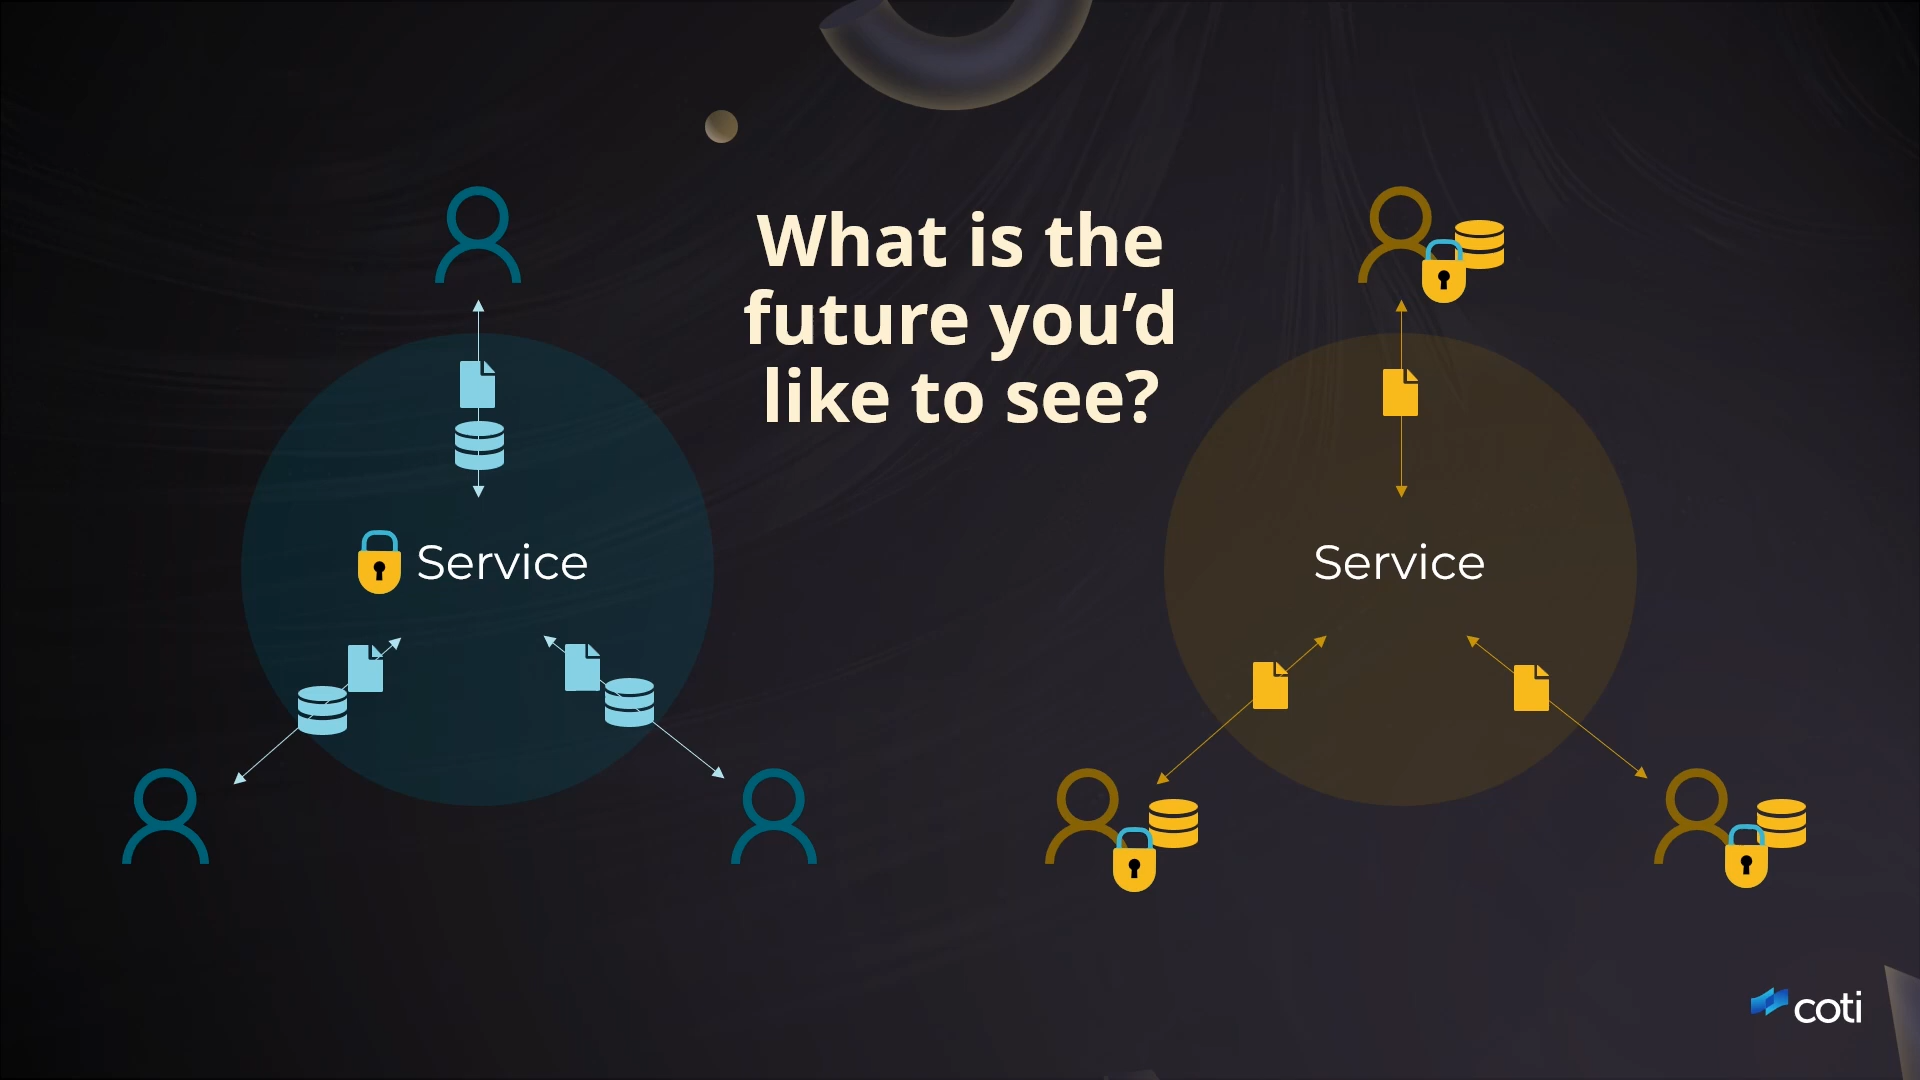 What is the
future you’d
like to see?
Service
Service
coti